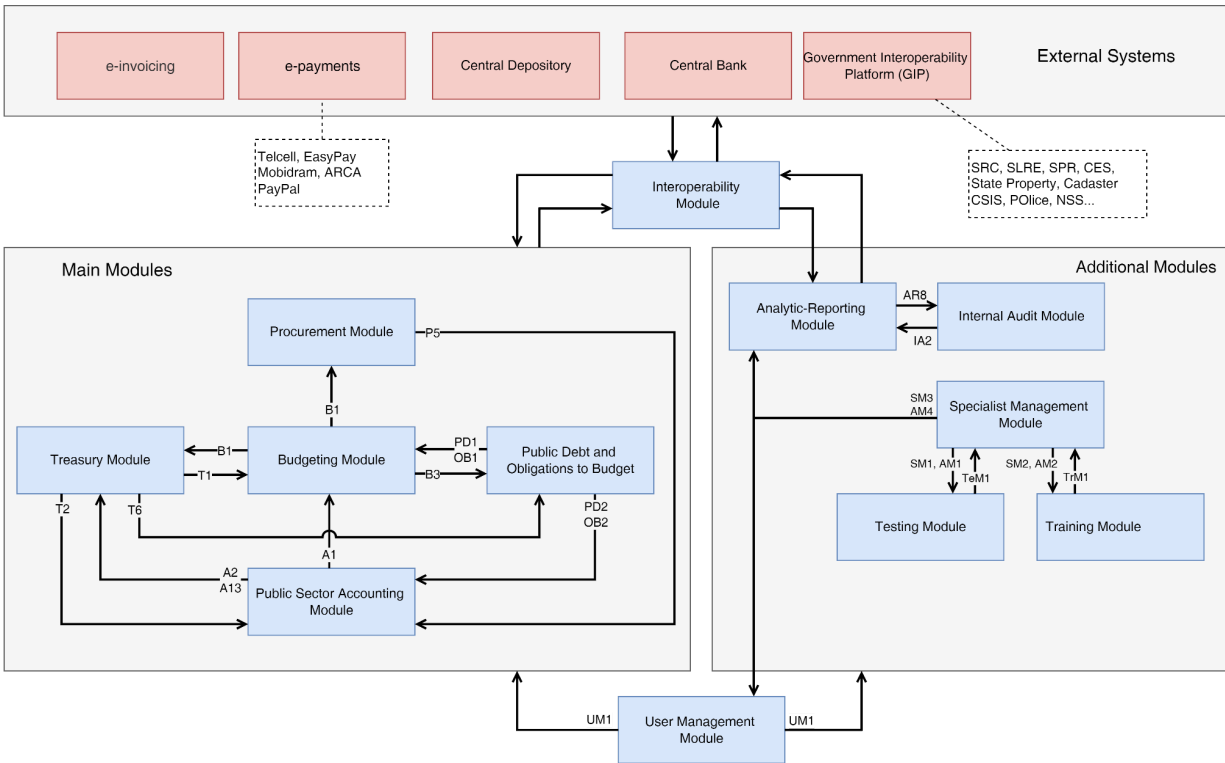 External Systems
e-invoicing
e-payments
Central Depository
Central Bank
Government Interoperability
Platform (GIP)
Telcell, EasyPay
Mobidram, ARCA
PayPal
SRC, SLRE, SPR, CES,
State Property, Cadaster
CSIS, POlice, NSS...
Interoperability
Module
Main Modules
Procurement Module
P5
B1
Treasury Module
B1
T1
Budgeting Module
PD1
OB1
B3
Public Debt and
Obligations to Budget
T2
T6
PD2
OB2
A1
A2
A13
Public Sector Accounting
Module
Additional Modules
Analytic-Reporting
Module
AR8
IA2
Internal Audit Module
SM3
AM4
Specialist Management
Module
SM1, AM1
TeM1
SM2, AM2
TrM1
Testing Module
Training Module
UM1
User Management
Module
UM1